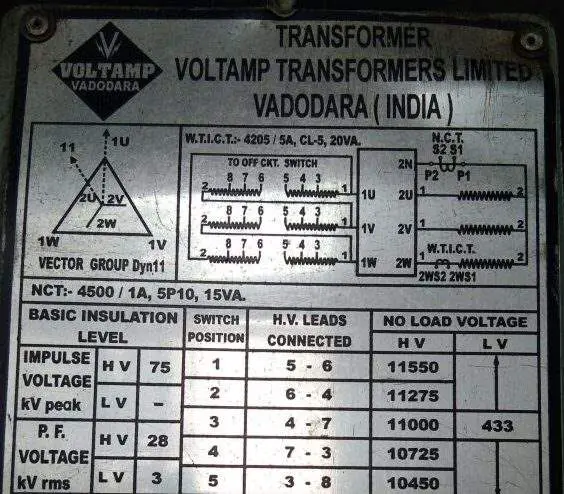 VOLTAMP
VADODARA
TRANSFORMER
VOLTAMP TRANSFORMERS LIMITED
VADODARA ( INDIA )
11
1U
2U 2V
2W
1W 1V
VECTOR GROUP Dyn11
W.T.I.C.T.:- 4205 / 5A, CL-5, 20VA.
TO OFF CKT. SWITCH
2 8 7 6 5 4 3 1
2 8 7 6 5 4 3 1
2 8 7 6 5 4 3 1
1U
1V
1W
N.C.T.
S2 S1
2N
P2 P1
2U 1 2
2V 1 2
W.T.I.C.T.
2W 1 2
2WS2 2WS1
NCT:- 4500 / 1A, 5P10, 15VA.
BASIC INSULATION LEVEL
SWITCH POSITION
H.V. LEADS CONNECTED
NO LOAD VOLTAGE
H V L V
IMPULSE VOLTAGE kV peak
H V 75
L V –
P. F. VOLTAGE kV rms
H V 28
L V 3
1 5 - 6 11550
2 6 - 4 11275
3 4 - 7 11000 433
4 7 - 3 10725
5 3 - 8 10450